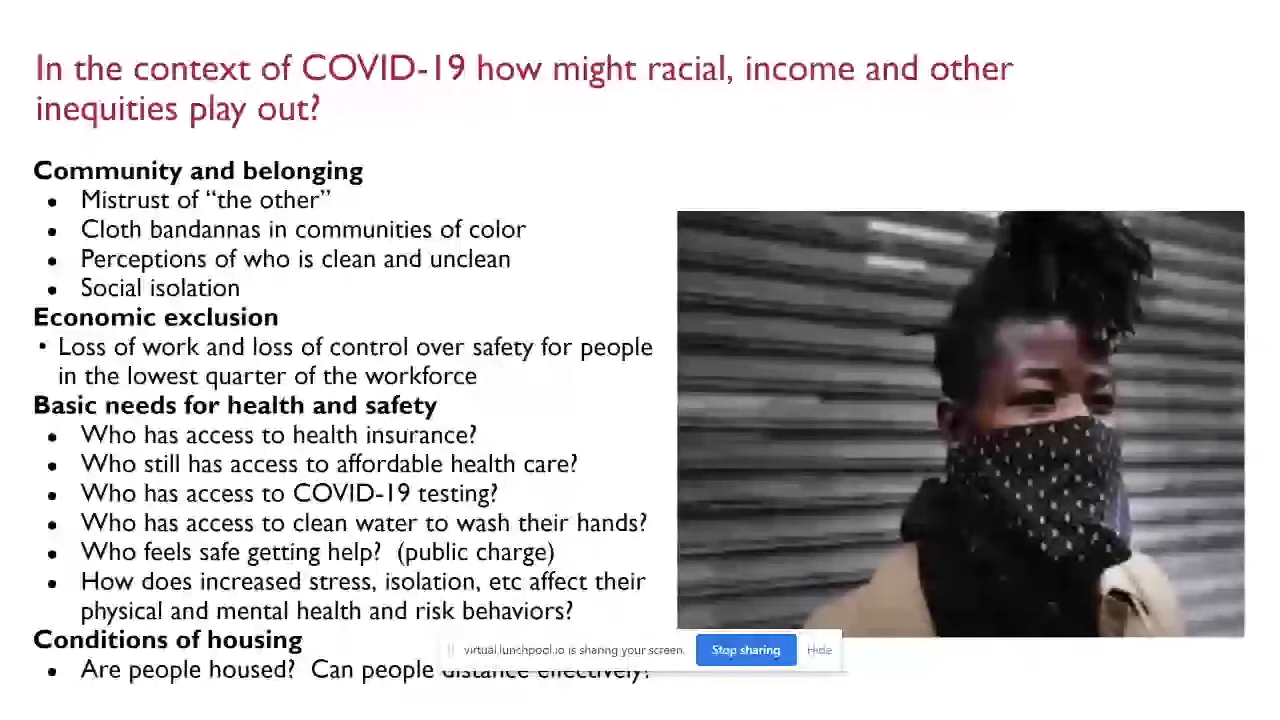 In the context of COVID-19 how might racial, income and other
inequities play out?
Community and belonging
• Mistrust of “the other”
• Cloth bandannas in communities of color
• Perceptions of who is clean and unclean
• Social isolation
Economic exclusion
• Loss of work and loss of control over safety for people
in the lowest quarter of the workforce
Basic needs for health and safety
• Who has access to health insurance?
• Who still has access to affordable health care?
• Who has access to COVID-19 testing?
• Who has access to clean water to wash their hands?
• Who feels safe getting help? (public charge)
• How does increased stress, isolation, etc affect their
physical and mental health and risk behaviors?
Conditions of housing
• Are people housed? Can people distance effectively?
virtual.lunchpool.io is sharing your screen.
Stop sharing
Hide